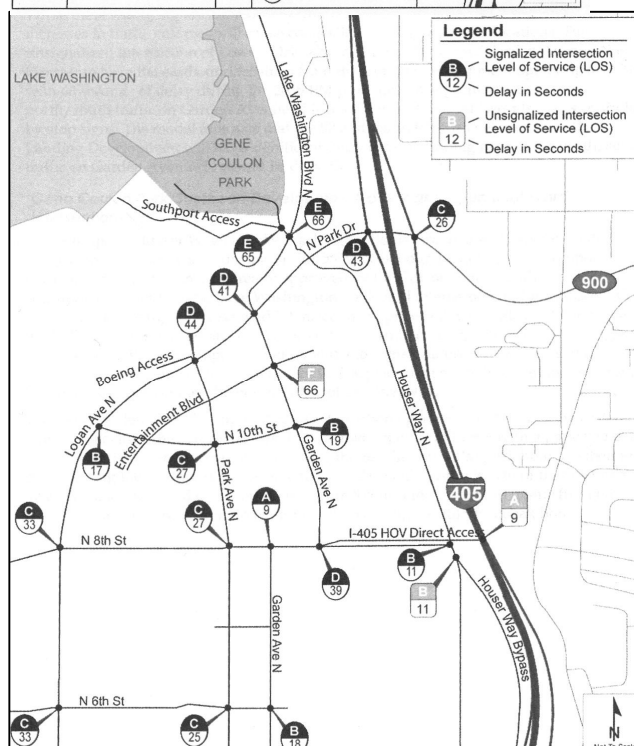 Legend
B
12
Signalized Intersection
Level of Service (LOS)
Delay in Seconds
B
12
Unsignalized Intersection
Level of Service (LOS)
Delay in Seconds
LAKE WASHINGTON
GENE
COULON
PARK
Lake Washington Blvd N
Southport Access
E
66
E
65
N Park Dr
D
43
C
26
900
D
41
D
44
Boeing Access
F
66
Logan Ave N
Entertainment Blvd
Houser Way N
N 10th St
B
19
B
17
C
27
Park Ave N
Garden Ave N
405
C
33
C
27
A
9
A
9
N 8th St
I-405 HOV Direct Access
D
39
B
11
B
11
Garden Ave N
Houser Way Bypass
N 6th St
C
33
C
25
B
18
N